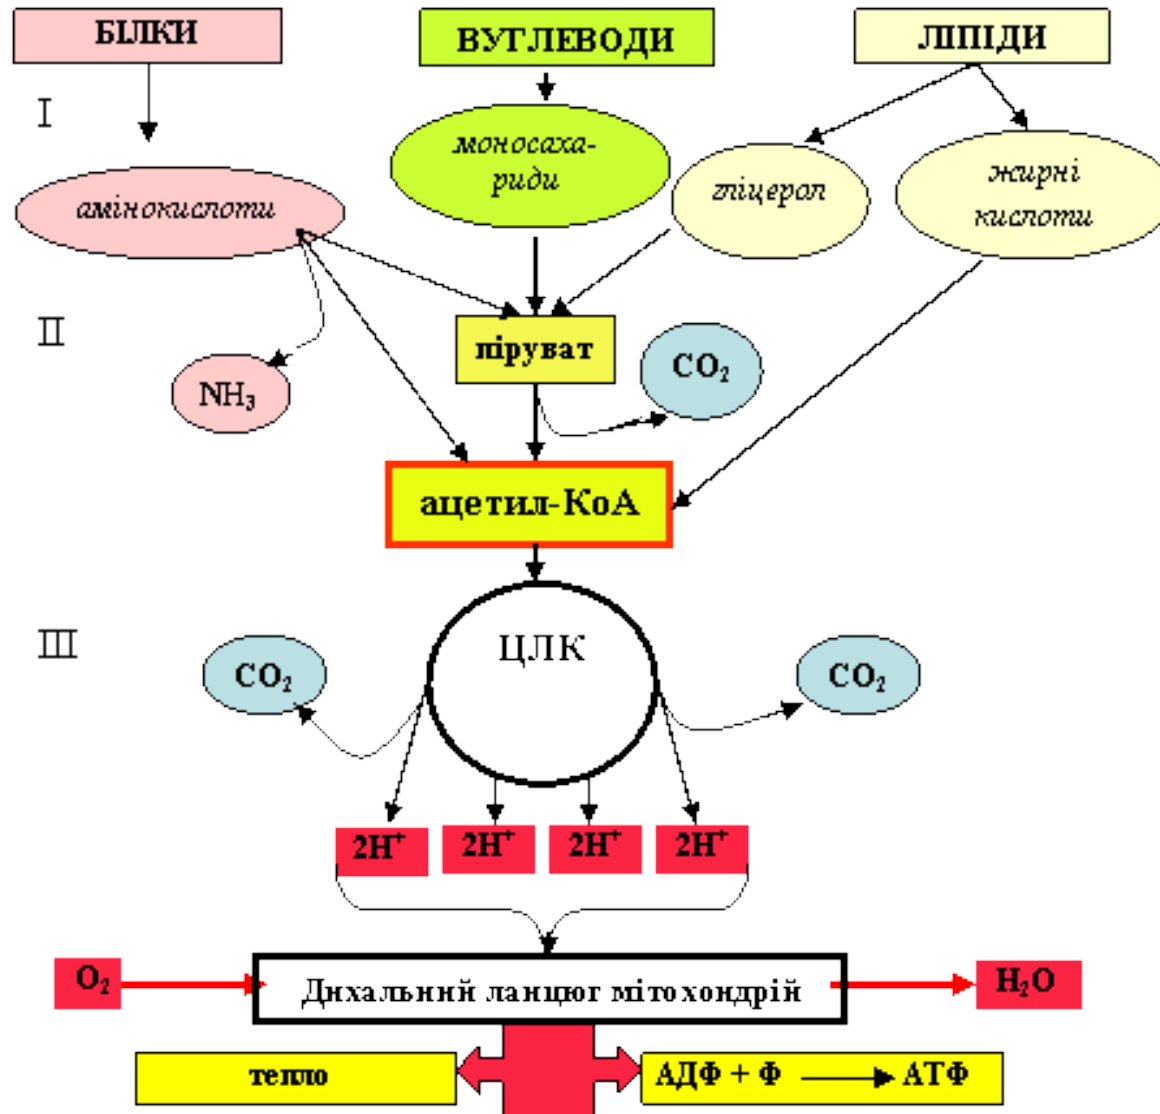 БІЛКИ
ВУГЛЕВОДИ
ЛІПІДИ
I
моносаха-
риди
гліцерол
жирні
кислоти
амінокислоти
II
піруват
CO₂
NH₃
ацетил-КоА
III
ЦЛК
CO₂
CO₂
2H⁺
2H⁺
2H⁺
2H⁺
O₂
Дихальний ланцюг мітохондрій
H₂O
тепло
АДФ + Ф → АТФ